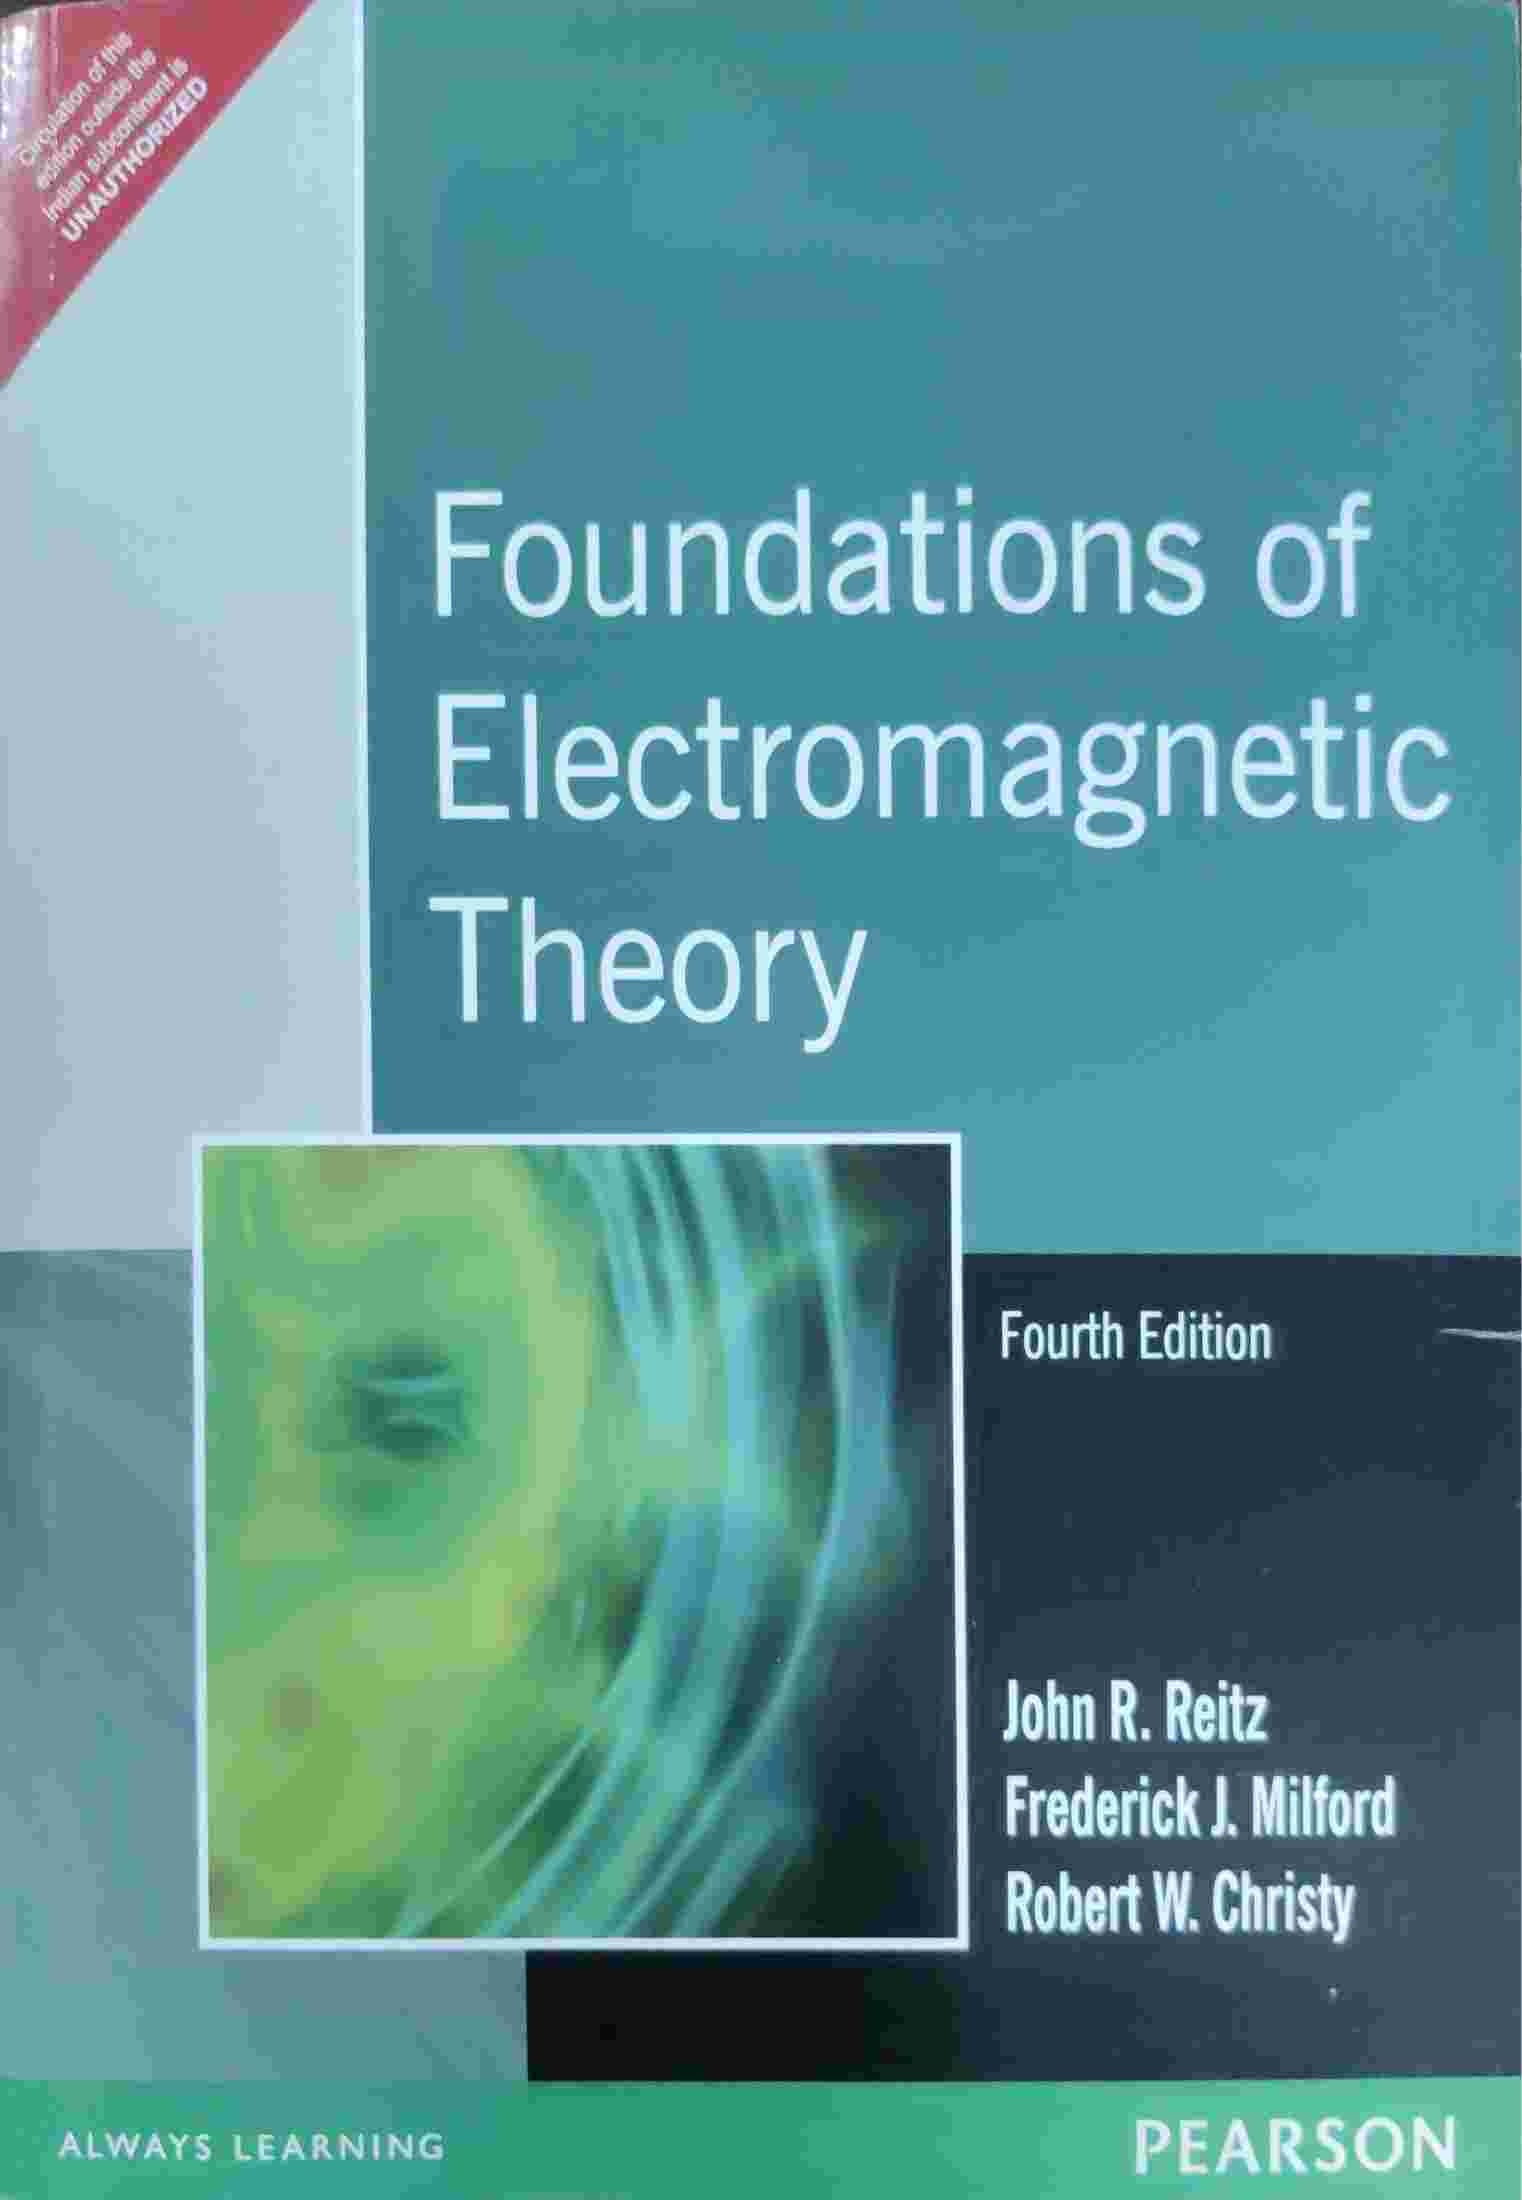 Circulation of this
edition outside the
Indian subcontinent is
UNAUTHORIZED
Foundations of
Electromagnetic
Theory
Fourth Edition
John R. Reitz
Frederick J. Milford
Robert W. Christy
ALWAYS LEARNING
PEARSON